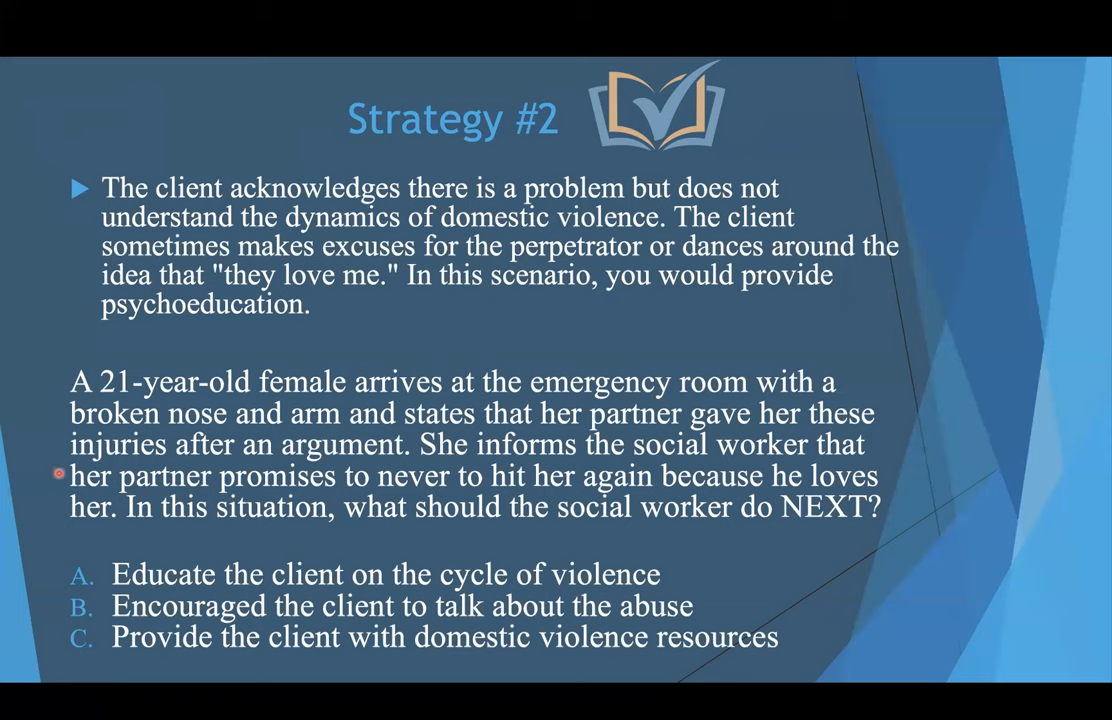 Strategy #2
The client acknowledges there is a problem but does not
understand the dynamics of domestic violence. The client
sometimes makes excuses for the perpetrator or dances around the
idea that "they love me." In this scenario, you would provide
psychoeducation.
A 21-year-old female arrives at the emergency room with a
broken nose and arm and states that her partner gave her these
injuries after an argument. She informs the social worker that
her partner promises to never to hit her again because he loves
her. In this situation, what should the social worker do NEXT?
A. Educate the client on the cycle of violence
B. Encouraged the client to talk about the abuse
C. Provide the client with domestic violence resources